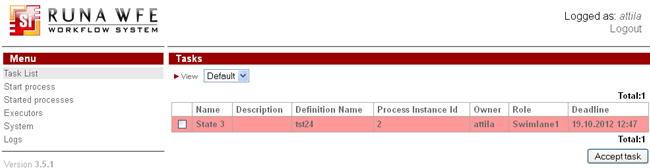 RUNA WFE
WORKFLOW SYSTEM
Logged as: attila
Logout
Menu
Task List
Start process
Started processes
Executors
System
Logs
Version 3.5.1
Tasks
View Default
Total:1
Name Description Definition Name Process Instance Id Owner Role Deadline
State 3 tst24 2 attila Swimlane1 19.10.2012 12:47
Total:1
Accept task